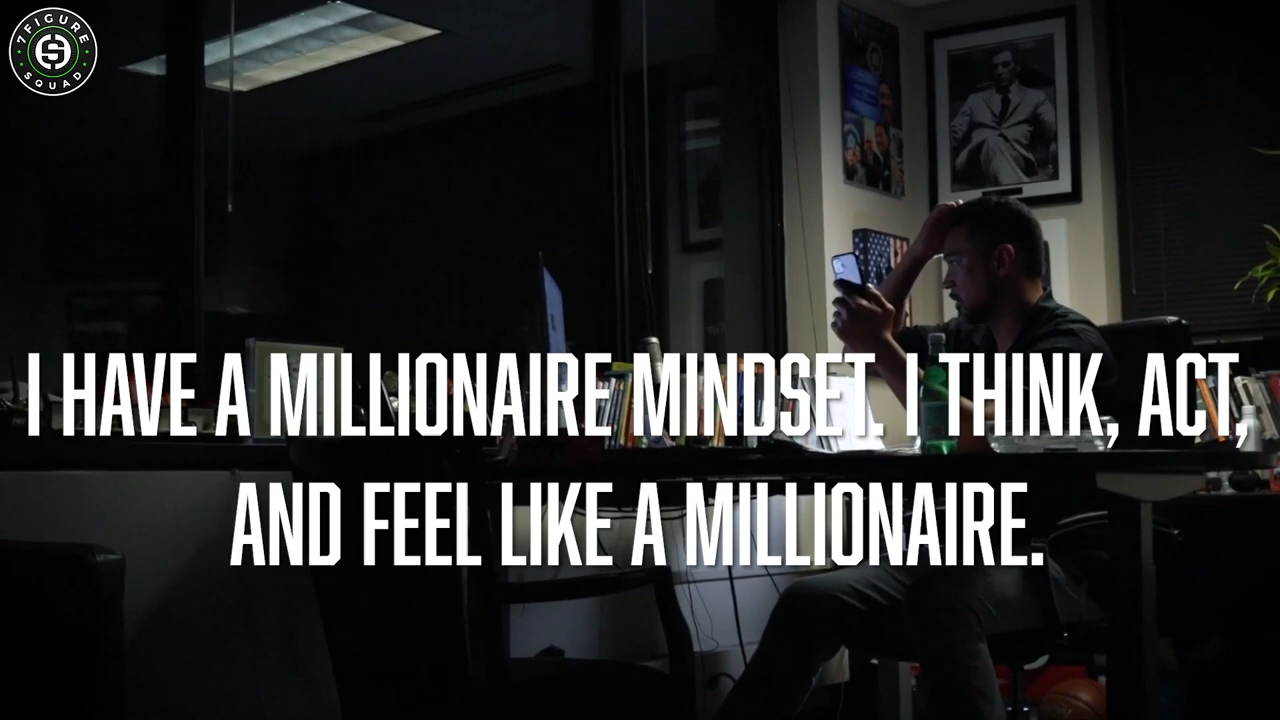 7FIGURE
SQUAD
I HAVE A MILLIONAIRE MINDSET. I THINK, ACT,
AND FEEL LIKE A MILLIONAIRE.